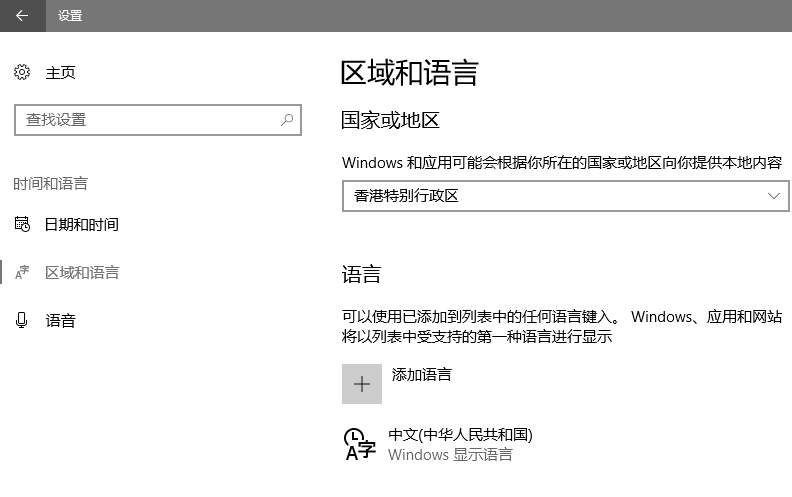 设置
主页
查找设置
时间和语言
日期和时间
区域和语言
语音
区域和语言
国家或地区
Windows 和应用可能会根据你所在的国家或地区向你提供本地内容
香港特别行政区
语言
可以使用已添加到列表中的任何语言键入。 Windows、应用和网站
将以列表中受支持的第一种语言进行显示
添加语言
中文(中华人民共和国)
Windows 显示语言